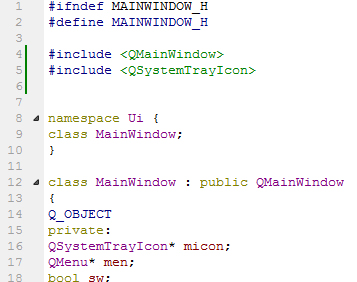 1 #ifndef MAINWINDOW_H
2 #define MAINWINDOW_H
3
4 #include <QMainWindow>
5 #include <QSystemTrayIcon>
6
7
8 namespace Ui {
9 class MainWindow;
10 }
11
12 class MainWindow : public QMainWindow
13 {
14 Q_OBJECT
15 private:
16 QSystemTrayIcon* micon;
17 QMenu* men;
18 bool sw;